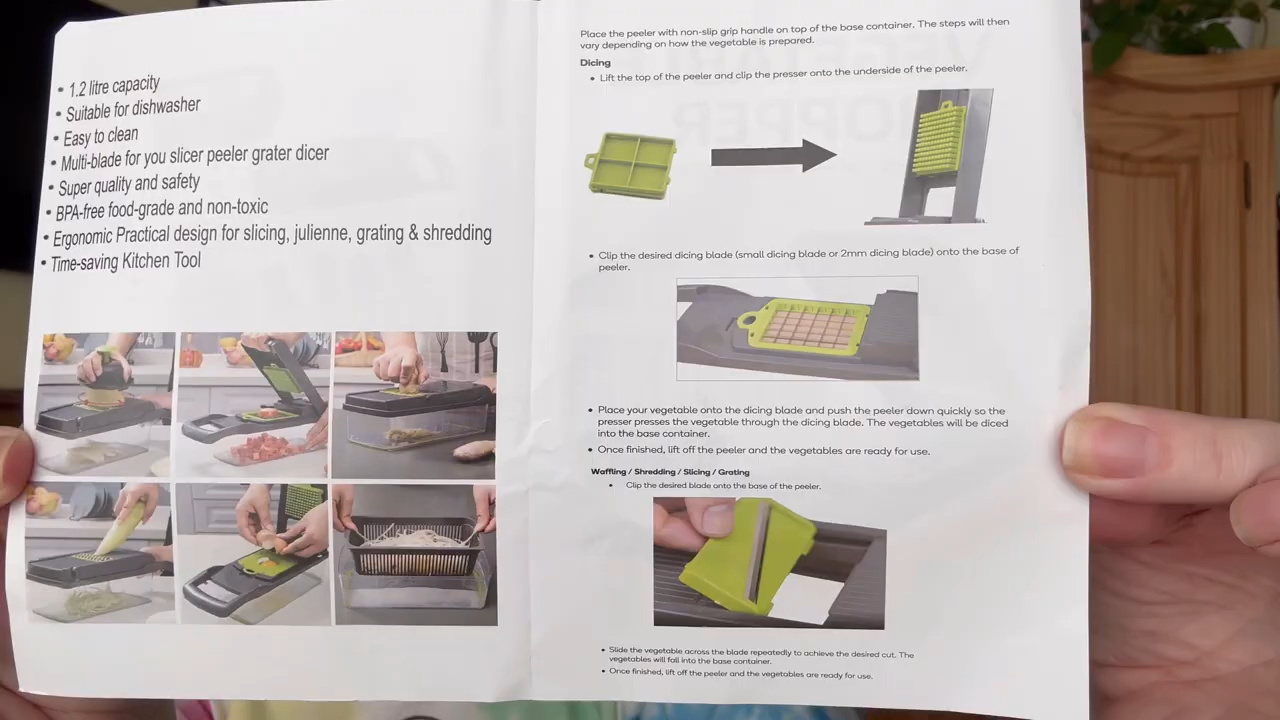 • 1.2 litre capacity
• Suitable for dishwasher
• Easy to clean
• Multi-blade for you slicer peeler grater dicer
• Super quality and safety
• BPA-free food-grade and non-toxic
• Ergonomic Practical design for slicing, julienne, grating & shredding
• Time-saving Kitchen Tool
Place the peeler with non-slip grip handle on top of the base container. The steps will then
vary depending on how the vegetable is prepared.
Dicing
• Lift the top of the peeler and clip the presser onto the underside of the peeler.
• Clip the desired dicing blade (small dicing blade or 2mm dicing blade) onto the base of
peeler.
• Place your vegetable onto the dicing blade and push the peeler down quickly so the
presser presses the vegetable through the dicing blade. The vegetables will be diced
into the base container.
• Once finished, lift off the peeler and the vegetables are ready for use.
Waffling / Shredding / Slicing / Grating
• Clip the desired blade onto the base of the peeler.
• Slide the vegetable across the blade repeatedly to achieve the desired cut. The
vegetables will fall into the base container.
• Once finished, lift off the peeler and the vegetables are ready for use.